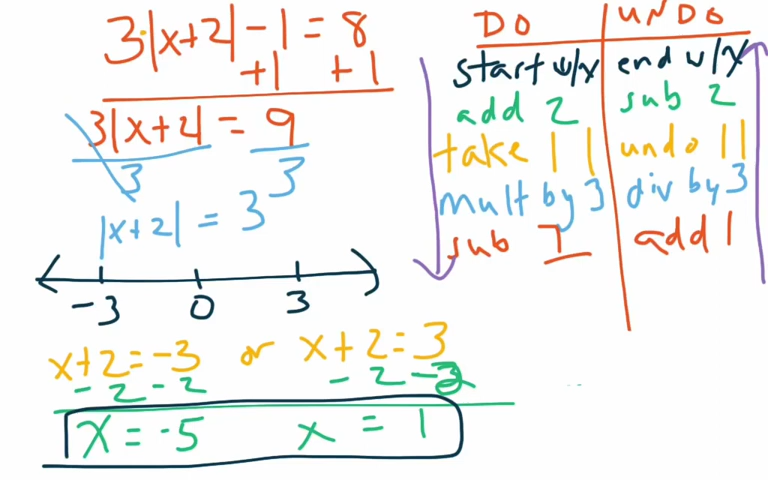 3|x+2| - 1 = 8
+1 +1
3|x+2| = 9
3 3
|x+2| = 3
-3 0 3
x+2=-3 or x+2=3
-2 -2 -2 -2
x = -5 x = 1
DO UNDO
start w/x end w/x
add 2 sub 2
take | | undo | |
mult by 3 div by 3
sub 1 add 1